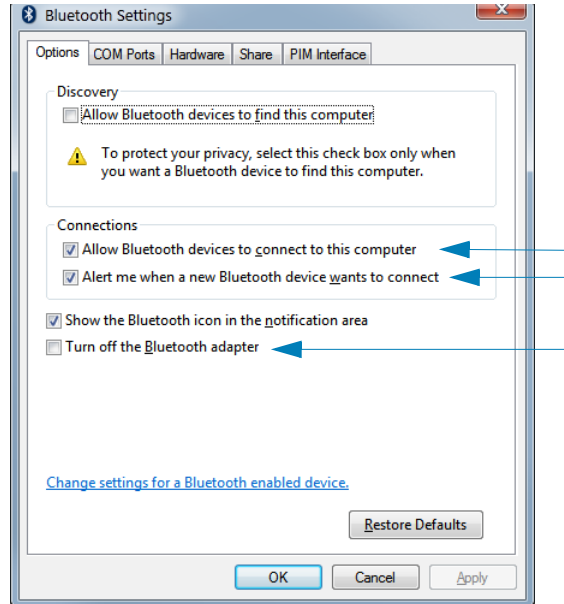 Bluetooth Settings
Options COM Ports Hardware Share PIM Interface
Discovery
Allow Bluetooth devices to find this computer
To protect your privacy, select this check box only when
you want a Bluetooth device to find this computer.
Connections
Allow Bluetooth devices to connect to this computer
Alert me when a new Bluetooth device wants to connect
Show the Bluetooth icon in the notification area
Turn off the Bluetooth adapter
Change settings for a Bluetooth enabled device.
Restore Defaults
OK Cancel Apply